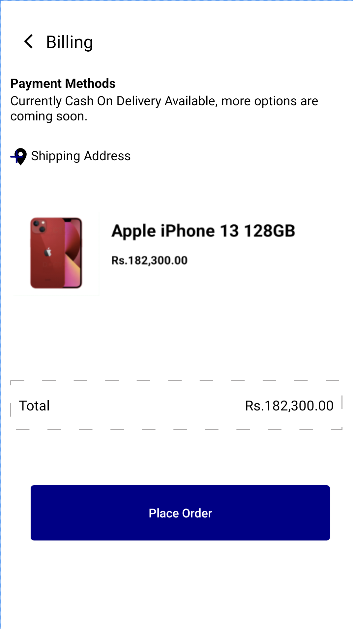 Billing
Payment Methods
Currently Cash On Delivery Available, more options are
coming soon.
Shipping Address
Apple iPhone 13 128GB
Rs.182,300.00
Total Rs.182,300.00
Place Order